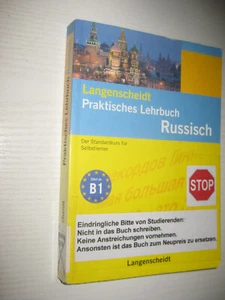 Langenscheidt
Praktisches Lehrbuch
Russisch
Der Standardkurs für
Selbstlerner
B1
STOP
Eindringliche Bitte von Studierenden:
Nicht in das Buch schreiben.
Keine Anstreichungen vornehmen.
Ansonsten ist das Buch zum Neupreis zu ersetzen.
Langenscheidt
Praktisches Lehrbuch